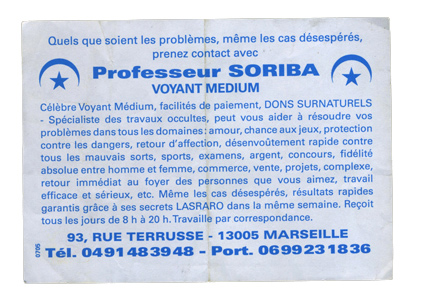 Quels que soient les problèmes, même les cas désespérés,
prenez contact avec
Professeur SORIBA
VOYANT MEDIUM
Célèbre Voyant Médium, facilités de paiement, DONS SURNATURELS
- Spécialiste des travaux occultes, peut vous aider à résoudre vos
problèmes dans tous les domaines: amour, chance aux jeux, protection
contre les dangers, retour d'affection, désenvoûtement rapide contre
tous les mauvais sorts, sports, examens, argent, concours, fidélité
absolue entre homme et femme, commerce, vente, projets, complexe,
retour immédiat au foyer des personnes que vous aimez, travail
efficace et sérieux, etc. Même les cas désespérés, résultats rapides
garantis grâce à ses secrets LASRARO dans la même semaine. Reçoit
tous les jours de 8 h à 20 h. Travaille par correspondance.
93, RUE TERRUSSE - 13005 MARSEILLE
Tél. 0491483948 - Port. 0699231836
0705